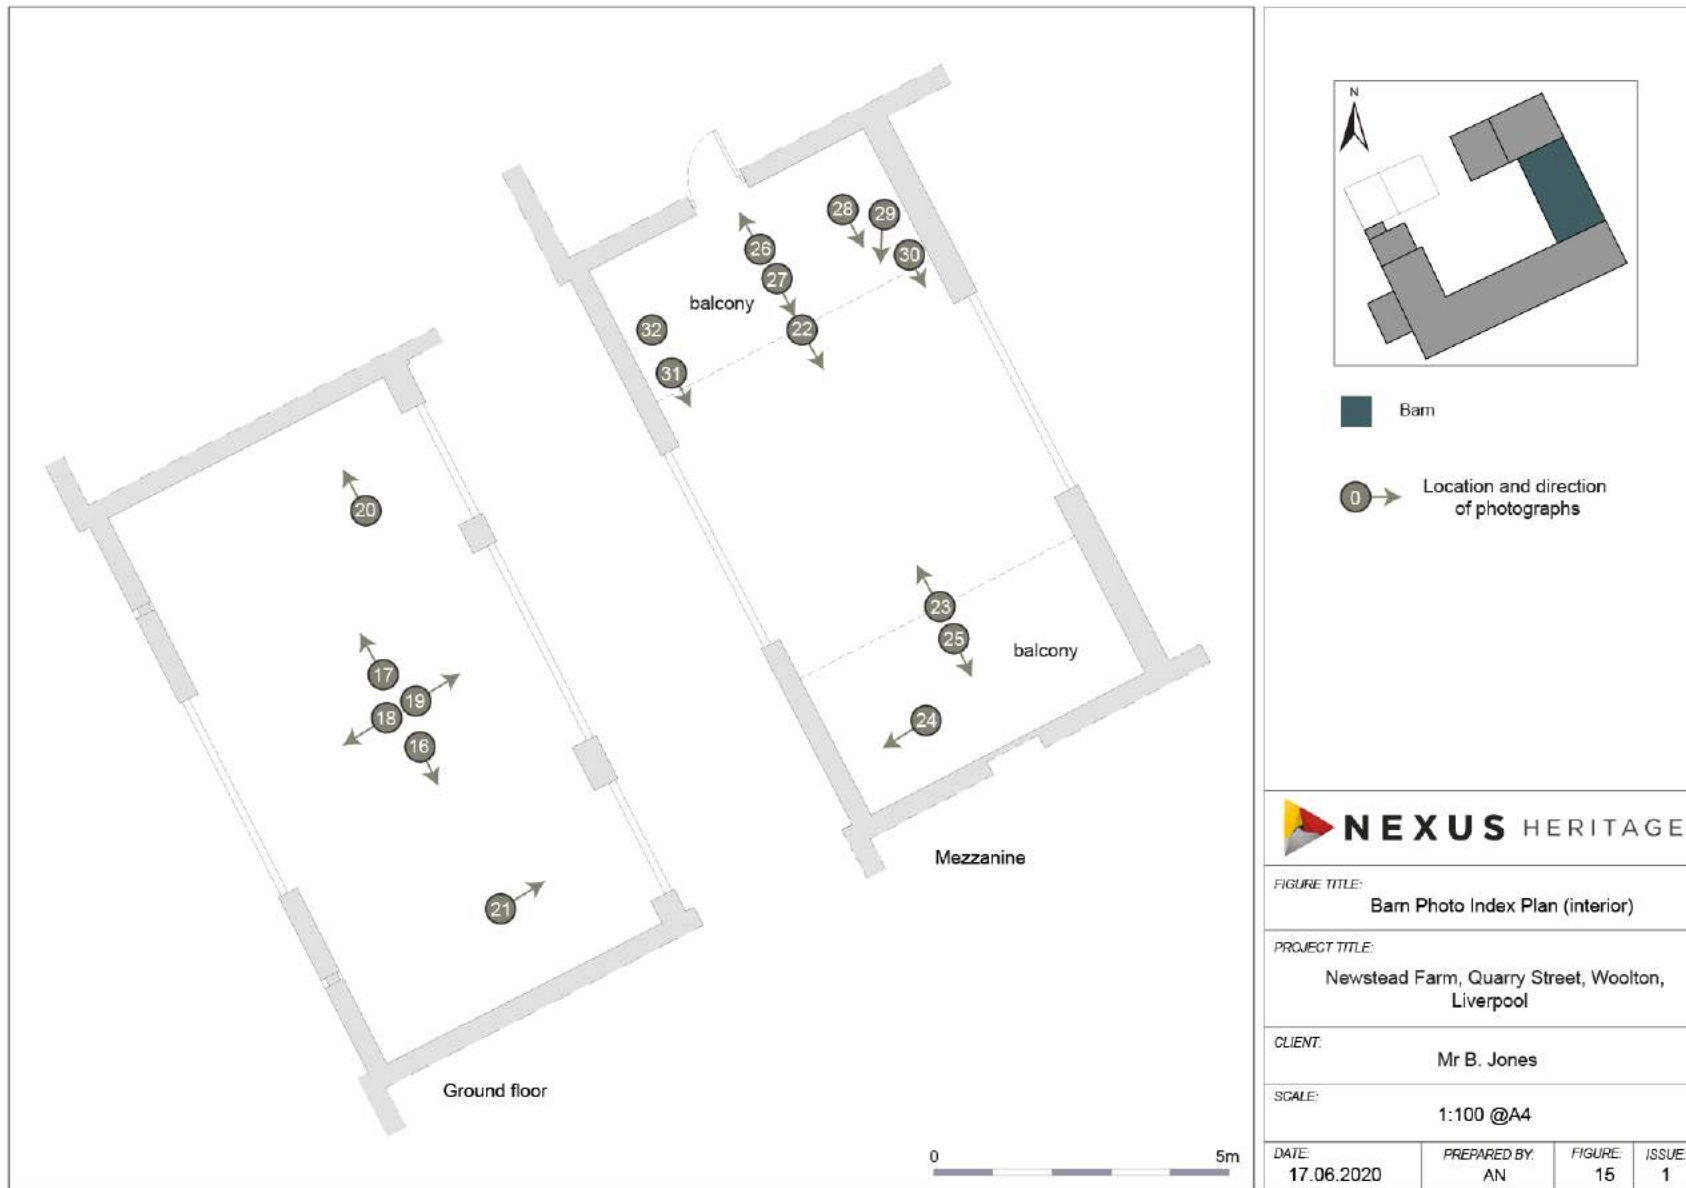 28
29
26
30
27
balcony
32
22
31
20
23
25
balcony
17
19
18
24
16
Mezzanine
21
Ground floor
0
5m
N
Barn
0
Location and direction
of photographs
NEXUS HERITAGE
FIGURE TITLE:
Barn Photo Index Plan (interior)
PROJECT TITLE:
Newstead Farm, Quarry Street, Woolton,
Liverpool
CLIENT:
Mr B. Jones
SCALE:
1:100 @A4
DATE:
17.06.2020
PREPARED BY:
AN
FIGURE:
15
ISSUE:
1